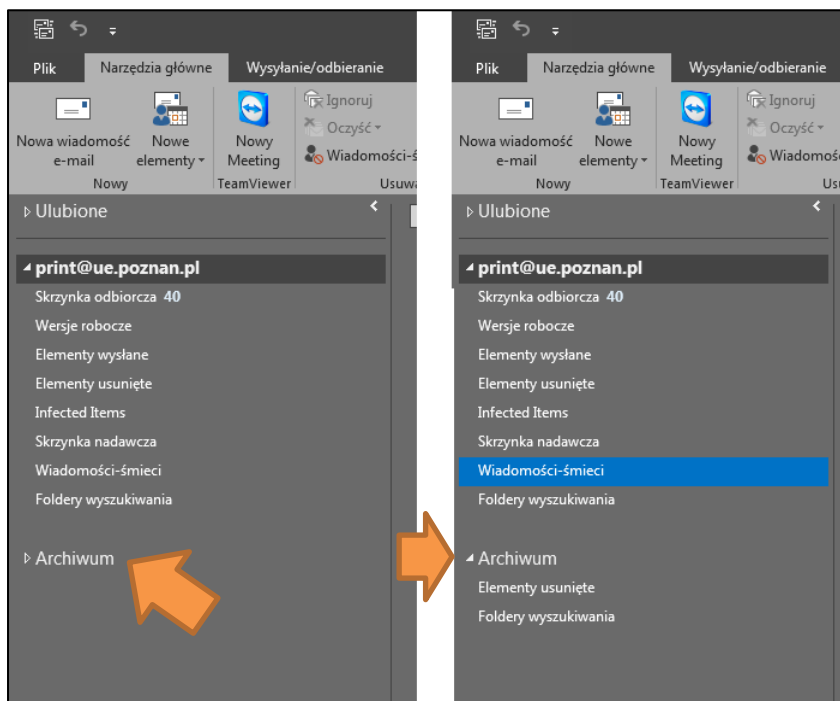 Plik Narzędzia główne Wysyłanie/odbieranie
Nowa wiadomość e-mail
Nowe elementy
Nowy Meeting
Ignoruj
Oczyść
Wiadomości-ś
Nowy TeamViewer Usuwa
Ulubione
print@ue.poznan.pl
Skrzynka odbiorcza 40
Wersje robocze
Elementy wysłane
Elementy usunięte
Infected Items
Skrzynka nadawcza
Wiadomości-śmieci
Foldery wyszukiwania
Archiwum
Plik Narzędzia główne Wysyłanie/odbieranie
Nowa wiadomość e-mail
Nowe elementy
Nowy Meeting
Ignoruj
Oczyść
Wiadomoś
Nowy TeamViewer Us
Ulubione
print@ue.poznan.pl
Skrzynka odbiorcza 40
Wersje robocze
Elementy wysłane
Elementy usunięte
Infected Items
Skrzynka nadawcza
Wiadomości-śmieci
Foldery wyszukiwania
Archiwum
Elementy usunięte
Foldery wyszukiwania